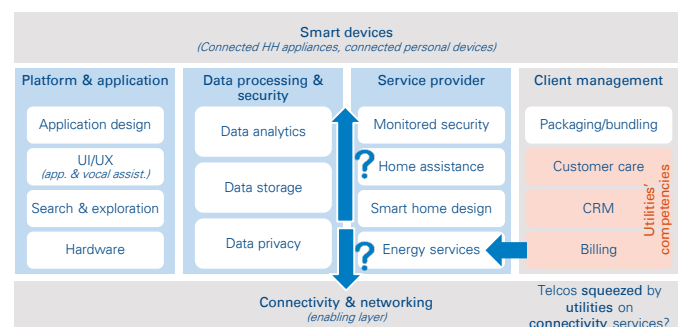 Smart devices
(Connected HH appliances, connected personal devices)
Platform & application
Application design
UI/UX
(app. & vocal assist.)
Search & exploration
Hardware
Data processing &
security
Data analytics
Data storage
Data privacy
Service provider
Monitored security
?
Home assistance
Smart home design
?
Energy services
Client management
Packaging/bundling
Customer care
CRM
Billing
Utilities'
competencies
Connectivity & networking
(enabling layer)
Telcos squeezed by
utilities on
connectivity services?